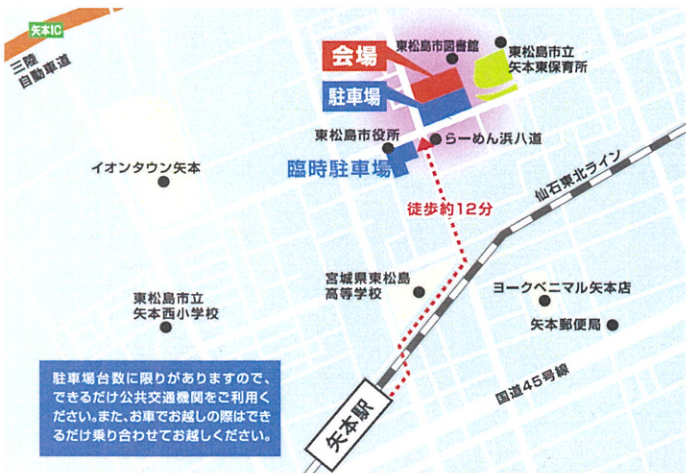 矢本IC
三陸
自動車道
会場
駐車場
東松島市図書館
東松島市立
矢本東保育所
東松島市役所
らーめん浜八道
臨時駐車場
イオンタウン矢本
仙石東北ライン
徒歩約12分
宮城県東松島
高等学校
ヨークベニマル矢本店
矢本郵便局
東松島市立
矢本西小学校
国道45号線
矢本駅
駐車場台数に限りがありますので、
できるだけ公共交通機関をご利用く
ください。また、お車でお越しの際はでき
るだけ乗り合わせてお越しください。